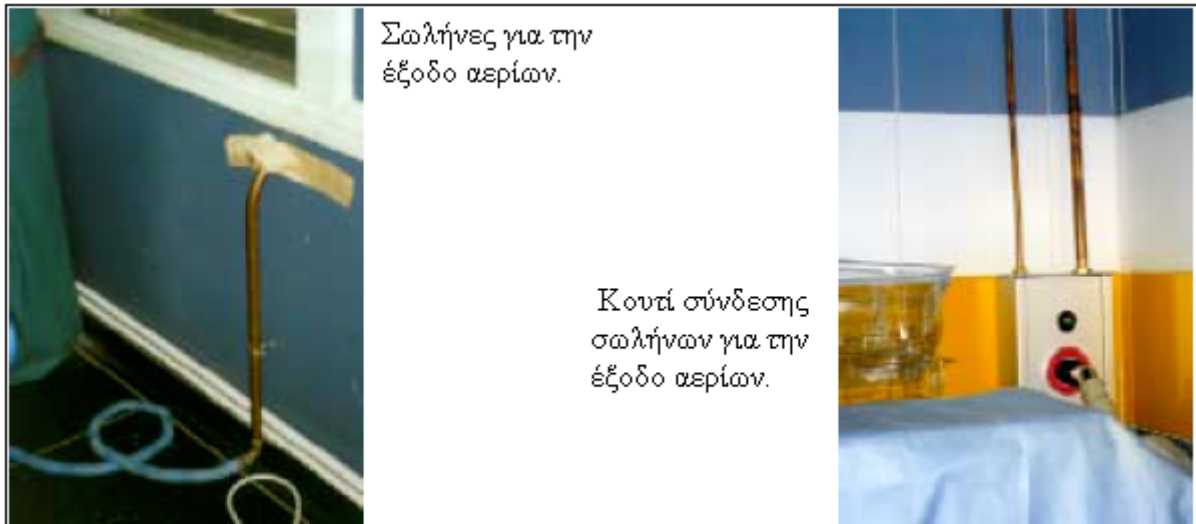 Σωλήνες για την
έξοδο αερίων.
Κουτί σύνδεσης
σωλήνων για την
έξοδο αερίων.